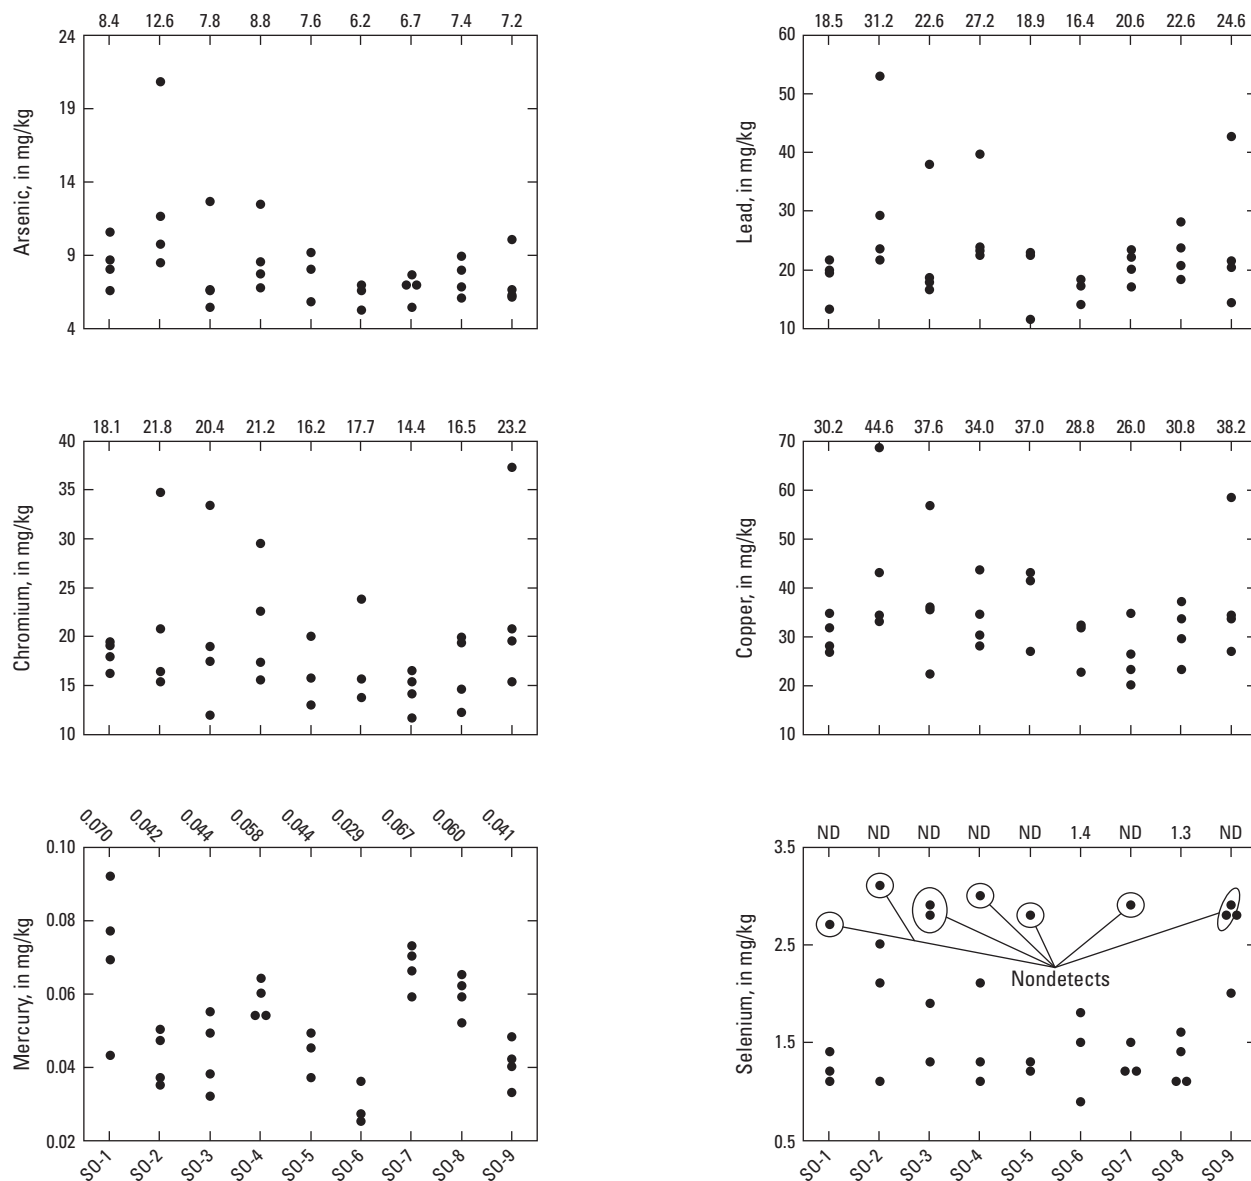 8.4 12.6 7.8 8.8 7.6 6.2 6.7 7.4 7.2
24
19
14
9
4
Arsenic, in mg/kg
18.5 31.2 22.6 27.2 18.9 16.4 20.6 22.6 24.6
60
50
40
30
20
10
Lead, in mg/kg
18.1 21.8 20.4 21.2 16.2 17.7 14.4 16.5 23.2
40
35
30
25
20
15
10
Chromium, in mg/kg
30.2 44.6 37.6 34.0 37.0 28.8 26.0 30.8 38.2
70
60
50
40
30
20
10
Copper, in mg/kg
0.070 0.042 0.044 0.058 0.044 0.029 0.067 0.060 0.041
0.10
0.08
0.06
0.04
0.02
Mercury, in mg/kg
SO-1 SO-2 SO-3 SO-4 SO-5 SO-6 SO-7 SO-8 SO-9
ND ND ND ND ND 1.4 ND 1.3 ND
3.5
2.5
1.5
0.5
Selenium, in mg/kg
Nondetects
SO-1 SO-2 SO-3 SO-4 SO-5 SO-6 SO-7 SO-8 SO-9